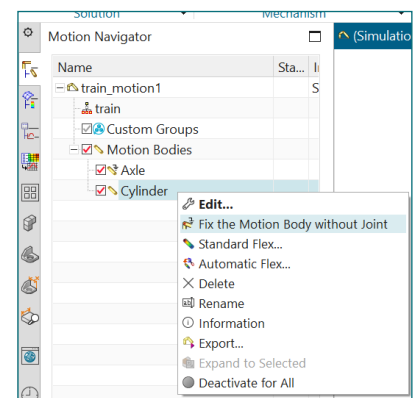 Solution Mechanism
Motion Navigator
(Simulatio
Name Sta... I
train_motion1 S
train
Custom Groups
Motion Bodies
Axle
Cylinder
Edit...
Fix the Motion Body without Joint
Standard Flex...
Automatic Flex...
Delete
Rename
Information
Export...
Expand to Selected
Deactivate for All